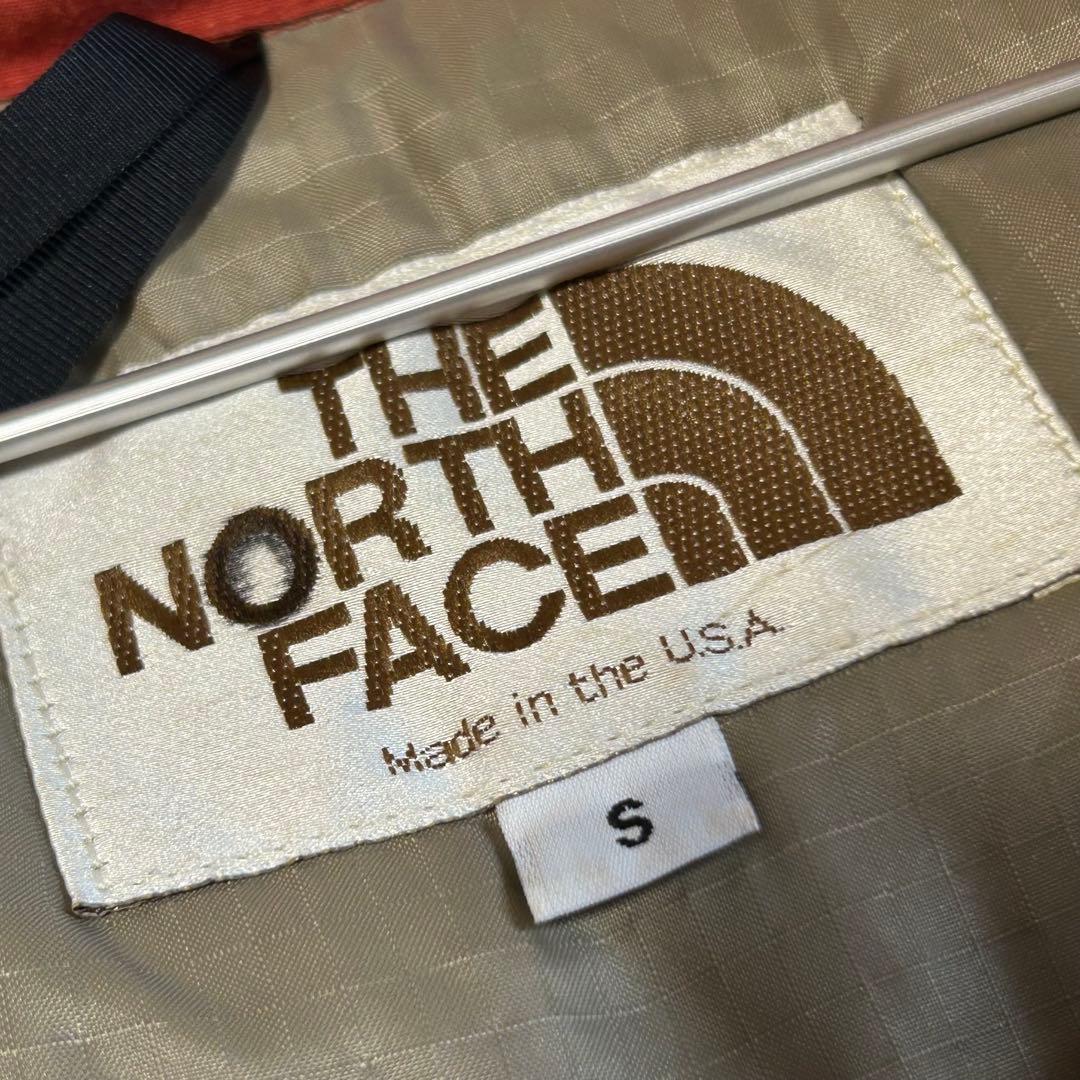 THE
NORTH
FACE
Made in the U.S.A.
S